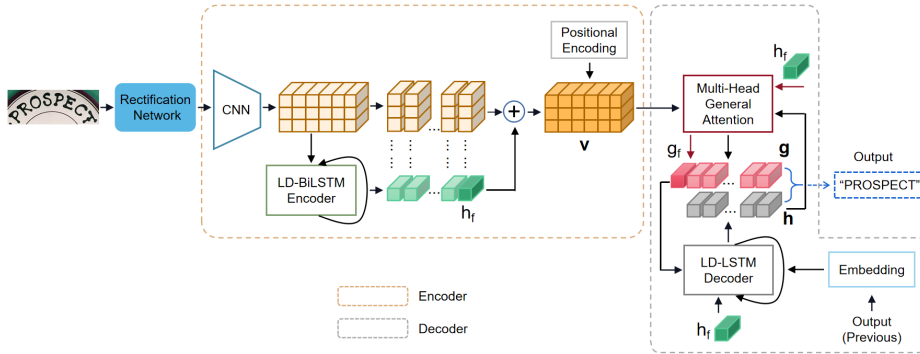 PROSPECT
Rectification
Network
CNN
LD-BiLSTM
Encoder
h_f
Positional
Encoding
v
Multi-Head
General
Attention
h_f
g_f
g
h
Output
“PROSPECT”
LD-LSTM
Decoder
Embedding
h_f
Output
(Previous)
Encoder
Decoder